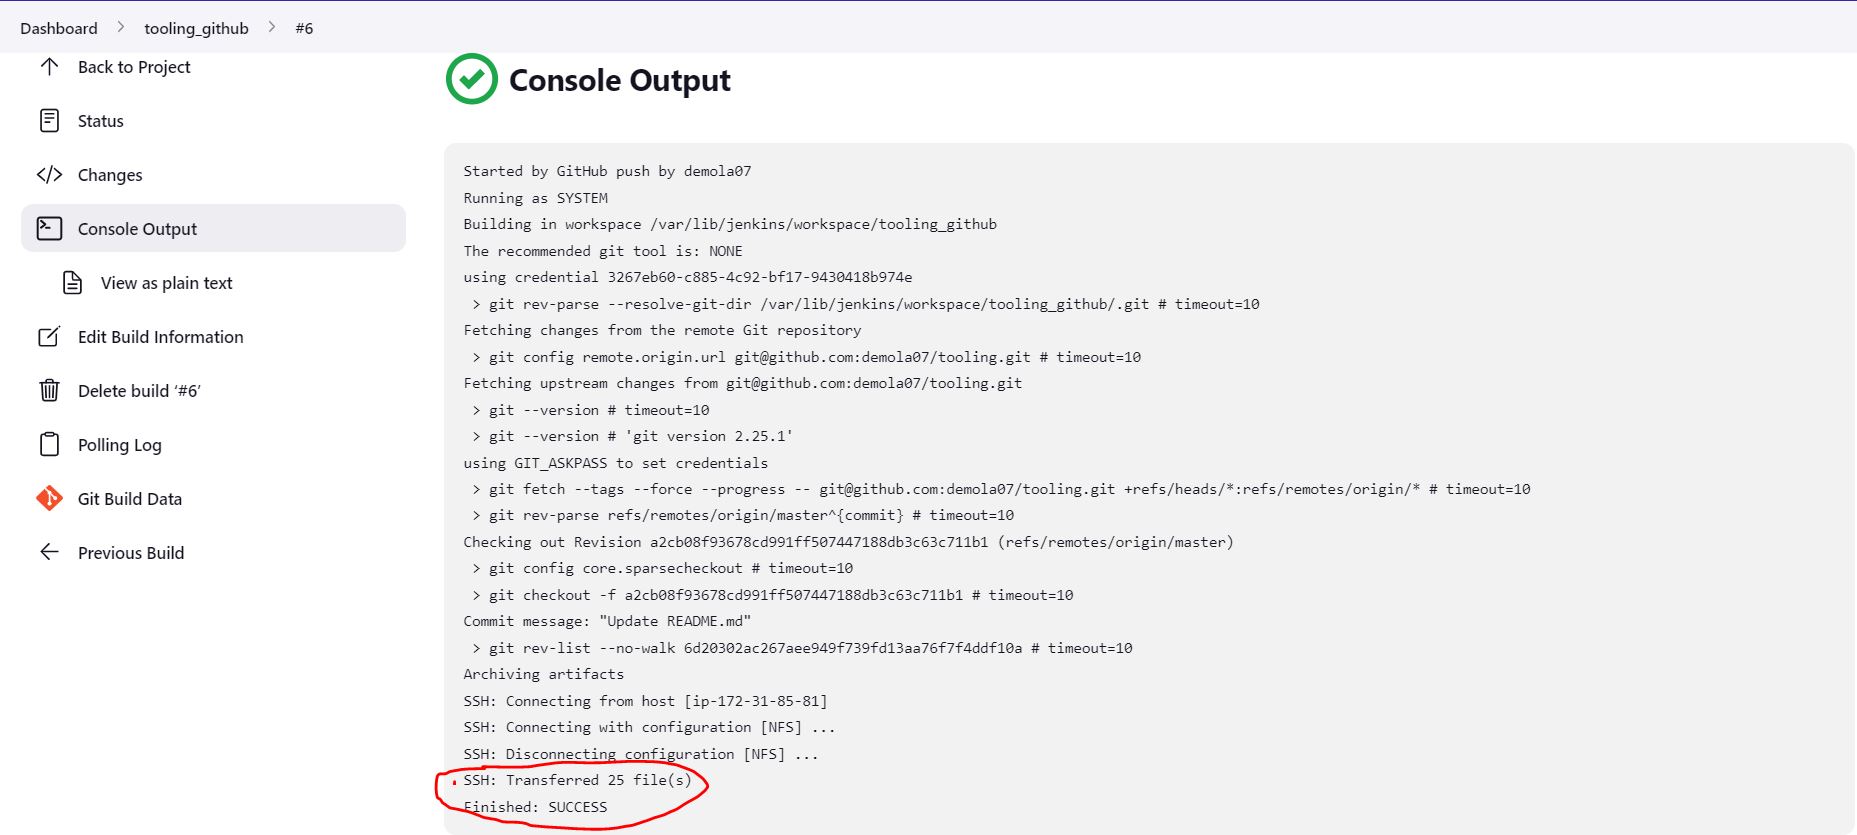 Dashboard > tooling_github > #6
Back to Project
Status
Changes
Console Output
View as plain text
Edit Build Information
Delete build ‘#6’
Polling Log
Git Build Data
Previous Build
Console Output
Started by GitHub push by demola07
Running as SYSTEM
Building in workspace /var/lib/jenkins/workspace/tooling_github
The recommended git tool is: NONE
using credential 3267eb60-c885-4c92-bf17-9430418b974e
> git rev-parse --resolve-git-dir /var/lib/jenkins/workspace/tooling_github/.git # timeout=10
Fetching changes from the remote Git repository
> git config remote.origin.url git@github.com:demola07/tooling.git # timeout=10
Fetching upstream changes from git@github.com:demola07/tooling.git
> git --version # timeout=10
> git --version # 'git version 2.25.1'
using GIT_ASKPASS to set credentials
> git fetch --tags --force --progress -- git@github.com:demola07/tooling.git +refs/heads/*:refs/remotes/origin/* # timeout=10
> git rev-parse refs/remotes/origin/master^{commit} # timeout=10
Checking out Revision a2cb08f93678cd991ff507447188db3c63c711b1 (refs/remotes/origin/master)
> git config core.sparsecheckout # timeout=10
> git checkout -f a2cb08f93678cd991ff507447188db3c63c711b1 # timeout=10
Commit message: "Update README.md"
> git rev-list --no-walk 6d20302ac267aee949f739fd13aa76f7f4ddf10a # timeout=10
Archiving artifacts
SSH: Connecting from host [ip-172-31-85-81]
SSH: Connecting with configuration [NFS] ...
SSH: Disconnecting configuration [NFS] ...
SSH: Transferred 25 file(s)
Finished: SUCCESS